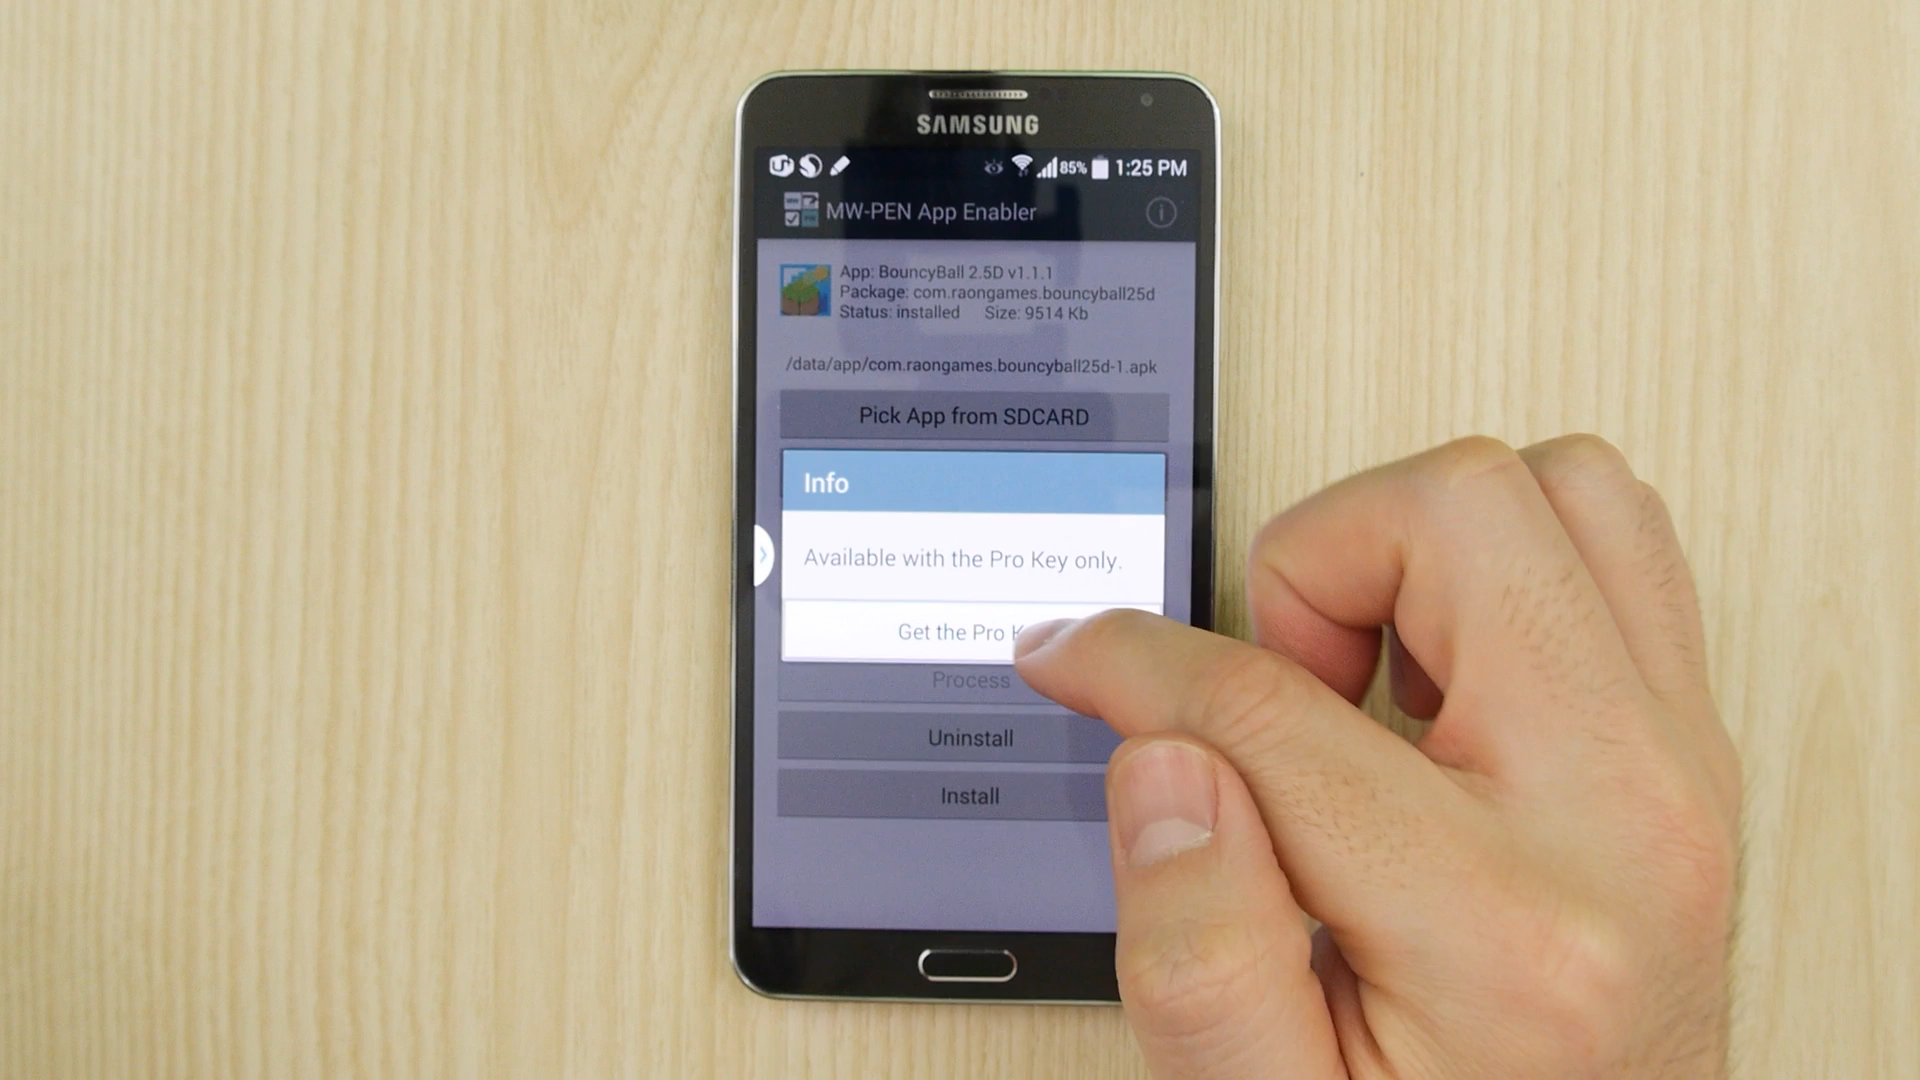 SAMSUNG
85% 1:25 PM
MW-PEN App Enabler
App: BouncyBall 2.5D v1.1.1
Package: com.raongames.bouncyball25d
Status: installed Size: 9514 Kb
/data/app/com.raongames.bouncyball25d-1.apk
Pick App from SDCARD
Info
Available with the Pro Key only.
Get the Pro
Process
Uninstall
Install